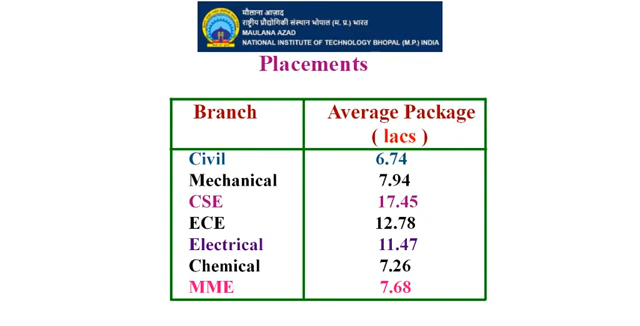 मौलाना आज़ाद
राष्ट्रीय प्रौद्योगिकी संस्थान भोपाल (म. प्र.) भारत
MAULANA AZAD
NATIONAL INSTITUTE OF TECHNOLOGY BHOPAL (M.P.) INDIA
Placements
Branch Average Package
( lacs )
Civil 6.74
Mechanical 7.94
CSE 17.45
ECE 12.78
Electrical 11.47
Chemical 7.26
MME 7.68